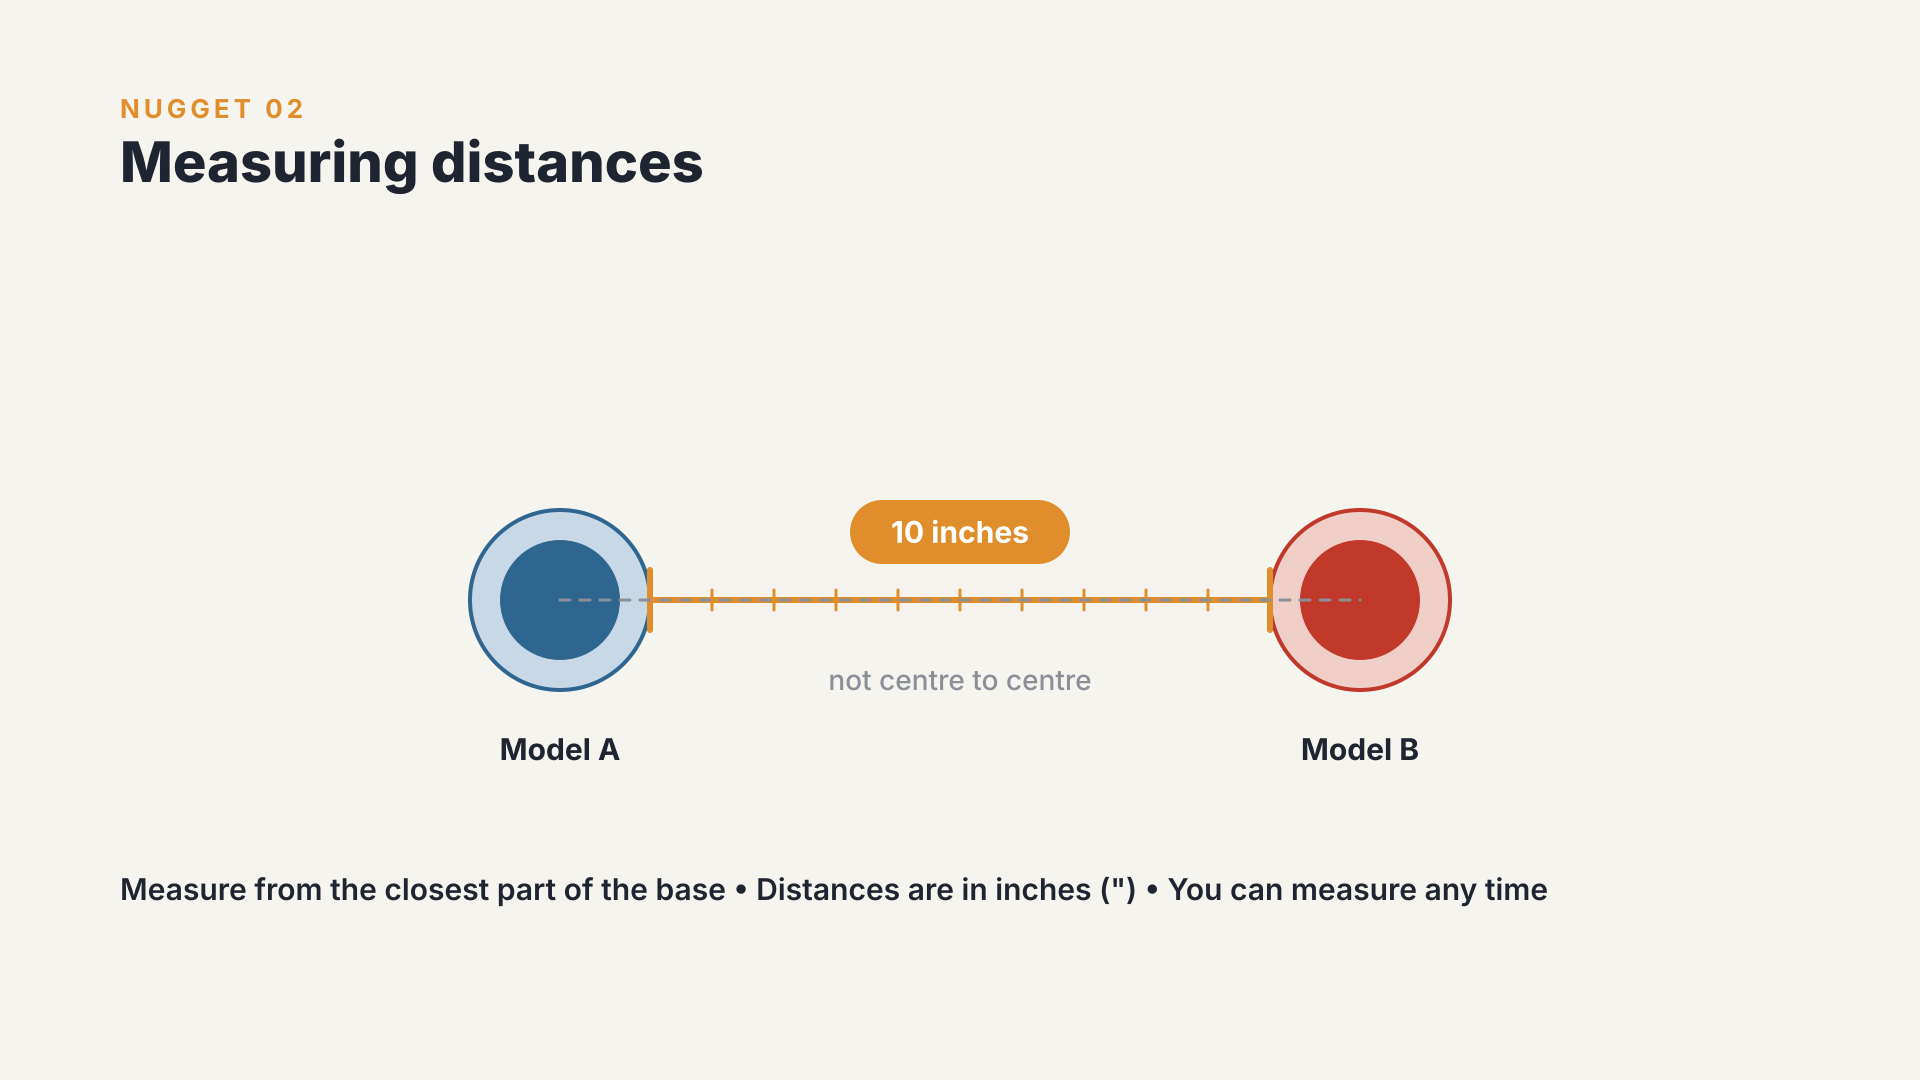 NUGGET 02
Measuring distances
10 inches
not centre to centre
Model A
Model B
Measure from the closest part of the base • Distances are in inches (") • You can measure any time